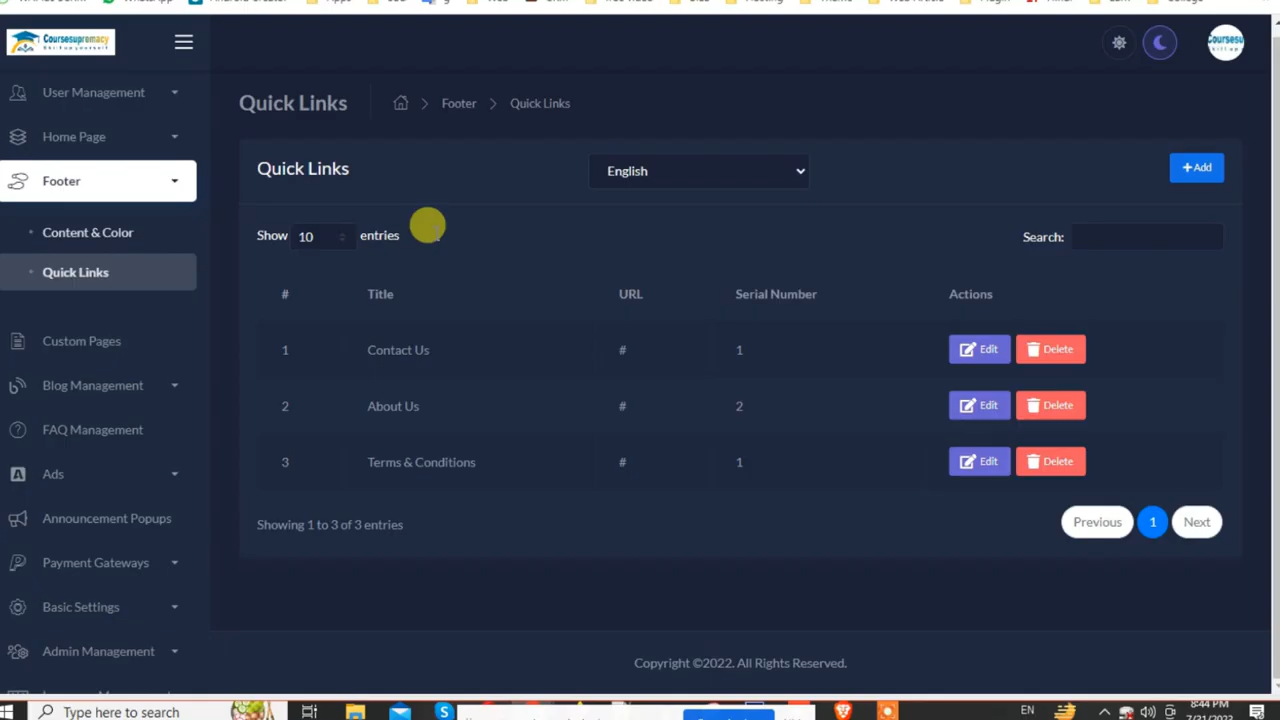 Coursesupremacy
Skill up yourself
User Management
Home Page
Footer
Content & Color
Quick Links
Custom Pages
Blog Management
FAQ Management
Ads
Announcement Popups
Payment Gateways
Basic Settings
Admin Management
Quick Links
Footer
Quick Links
Quick Links
English
+Add
Show 10 entries
Search:
# Title URL Serial Number Actions
1 Contact Us # 1 Edit Delete
2 About Us # 2 Edit Delete
3 Terms & Conditions # 1 Edit Delete
Showing 1 to 3 of 3 entries
Previous 1 Next
Copyright ©2022. All Rights Reserved.
Type here to search
EN
8:44 PM